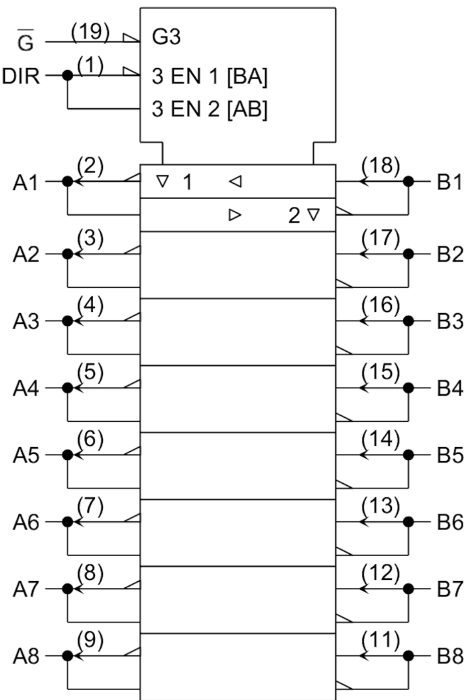 G̅ (19) G3
DIR (1) 3 EN 1 [BA]
3 EN 2 [AB]
A1 (2) ▽ 1 ◁ (18) B1
▷ 2 ▽
A2 (3) (17) B2
A3 (4) (16) B3
A4 (5) (15) B4
A5 (6) (14) B5
A6 (7) (13) B6
A7 (8) (12) B7
A8 (9) (11) B8